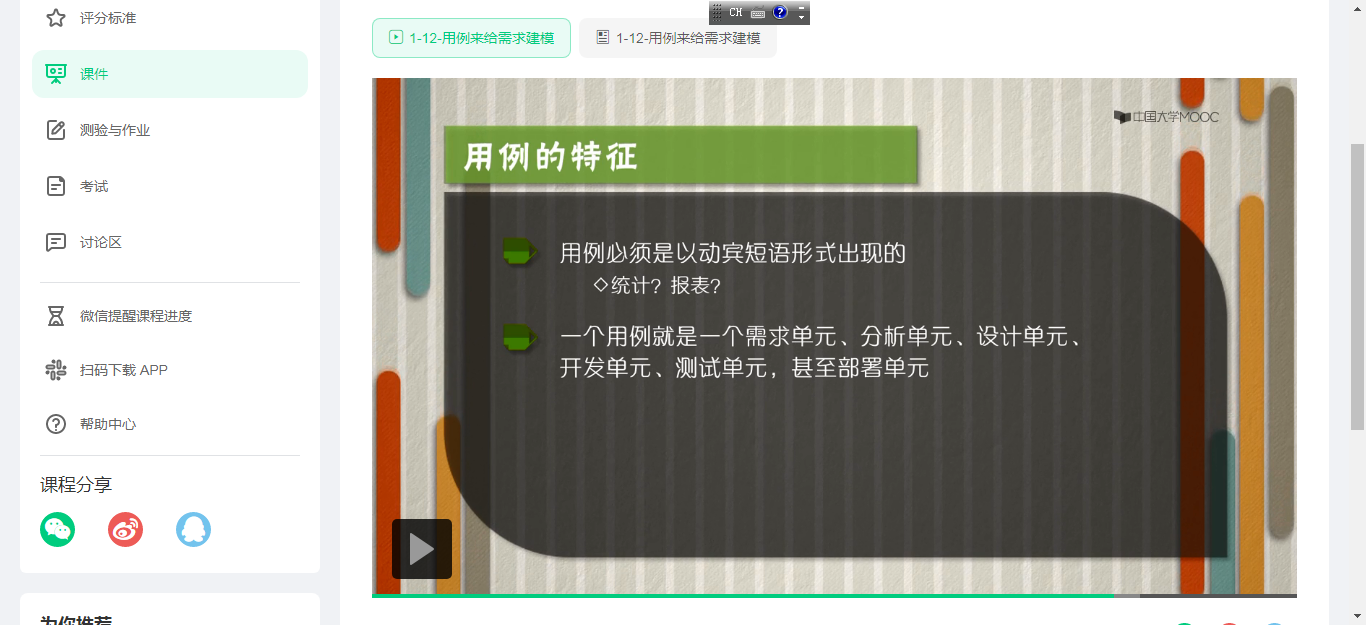 评分标准
课件
测验与作业
考试
讨论区
微信提醒课程进度
扫码下载 APP
帮助中心
课程分享
为你推荐
CH
1-12-用例来给需求建模
1-12-用例来给需求建模
中国大学MOOC
用例的特征
用例必须是以动宾短语形式出现的
◇统计？报表？
一个用例就是一个需求单元、分析单元、设计单元、
开发单元、测试单元，甚至部署单元